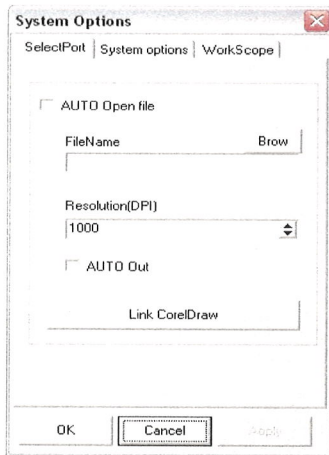 System Options
SelectPort System options WorkScope
AUTO Open file
FileName Brow
Resolution(DPI)
1000
AUTO Out
Link CorelDraw
OK Cancel Apply